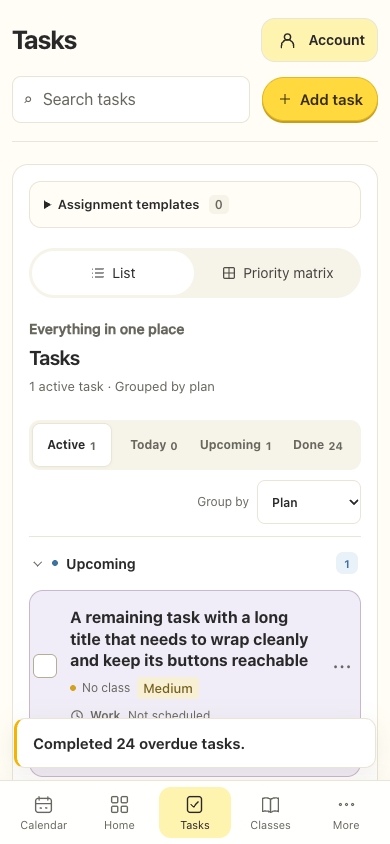 Tasks
Account
Search tasks
+ Add task
Assignment templates 0
List
Priority matrix
Everything in one place
Tasks
1 active task · Grouped by plan
Active 1
Today 0
Upcoming 1
Done 24
Group by
Plan
Upcoming
1
A remaining task with a long
title that needs to wrap cleanly
and keep its buttons reachable
No class
Medium
Work Not scheduled
Completed 24 overdue tasks.
Calendar
Home
Tasks
Classes
More